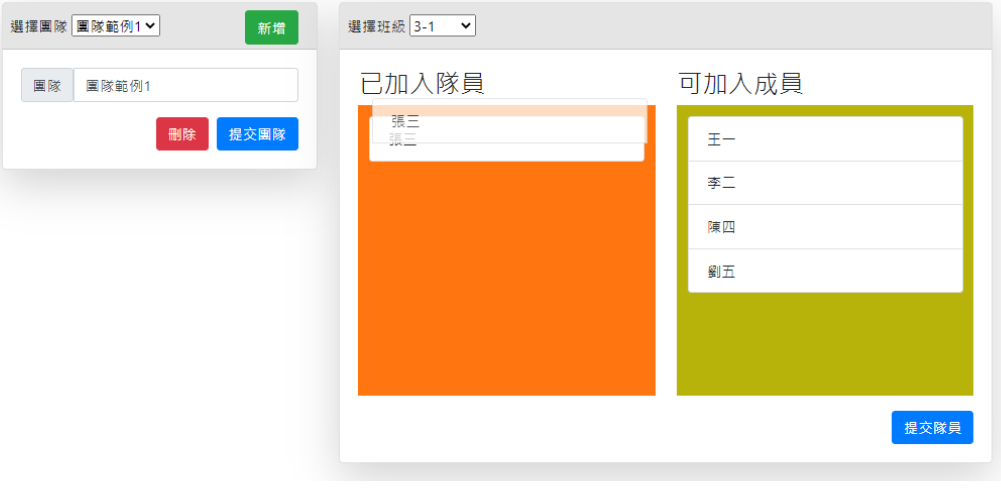 選擇團隊 團隊範例1 新增
團隊 團隊範例1
刪除 提交團隊
選擇班級 3-1
已加入隊員
張三
張三
可加入成員
王一
李二
陳四
劉五
提交隊員